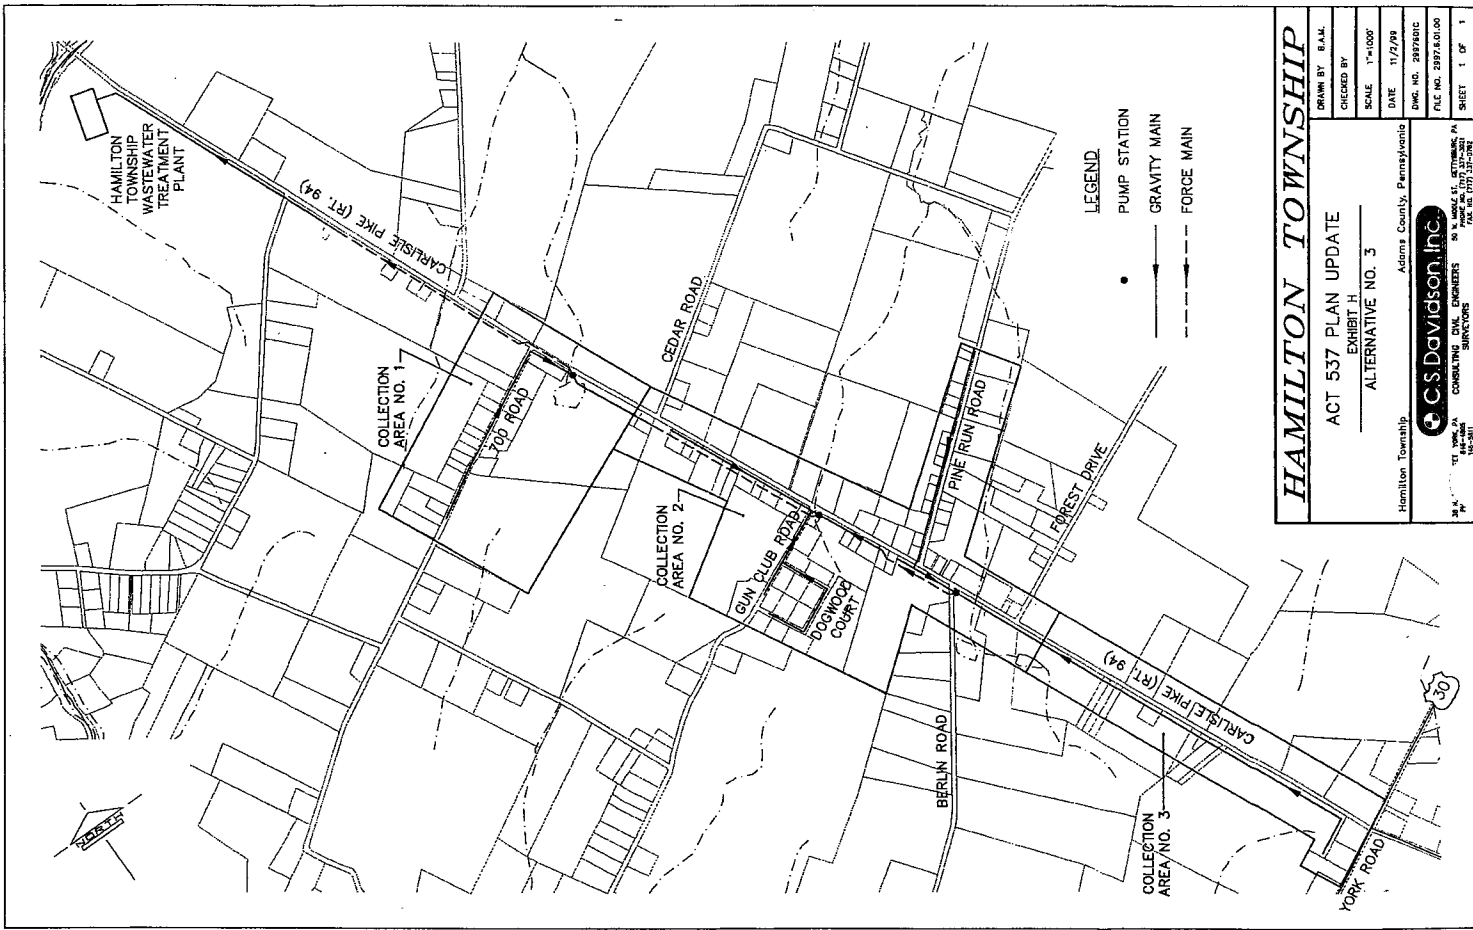 HAMILTON
TOWNSHIP
WASTEWATER
TREATMENT
PLANT
CARLISLE PIKE (RT. 94)
COLLECTION
AREA NO. 1
700 ROAD
CEDAR ROAD
COLLECTION
AREA NO. 2
GUN CLUB ROAD
DOGWOOD
COURT
PINE RUN ROAD
FOREST DRIVE
BERLIN ROAD
CARLISLE PIKE (RT. 94)
COLLECTION
AREA NO. 3
YORK ROAD
30
NORTH
LEGEND
PUMP STATION
GRAVITY MAIN
FORCE MAIN
HAMILTON TOWNSHIP
ACT 537 PLAN UPDATE
EXHIBIT H
ALTERNATIVE NO. 3
Hamilton Township
Adams County, Pennsylvania
DRAWN BY B.A.M.
CHECKED BY
SCALE 1"=1000'
DATE 11/2/99
DWG. NO. 2997601C
FILE NO. 2997.6.01.00
SHEET 1 OF 1
C.S. Davidson, Inc.
CONSULTING CIVIL ENGINEERS
SURVEYORS